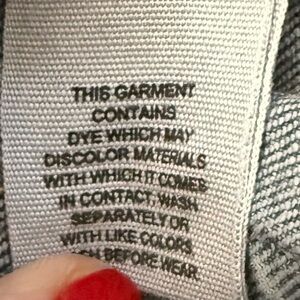 THIS GARMENT
CONTAINS
DYE WHICH MAY
DISCOLOR MATERIALS
WITH WHICH IT COMES
IN CONTACT. WASH
SEPARATELY OR
WITH LIKE COLORS
BEFORE WEAR